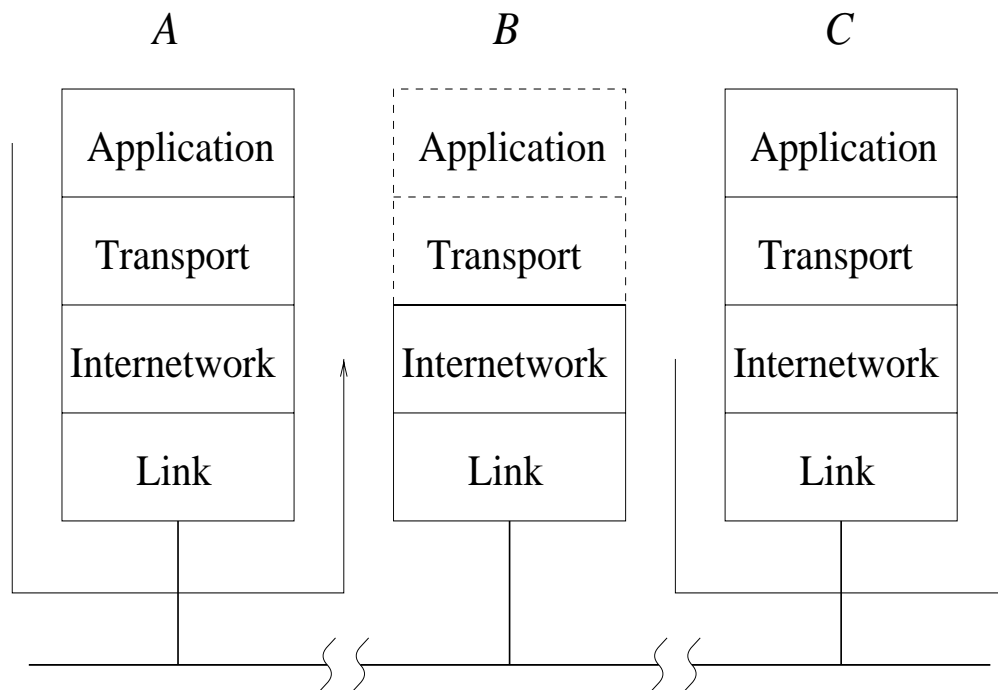 A B C
Application Application Application
Transport Transport Transport
Internetwork Internetwork Internetwork
Link Link Link